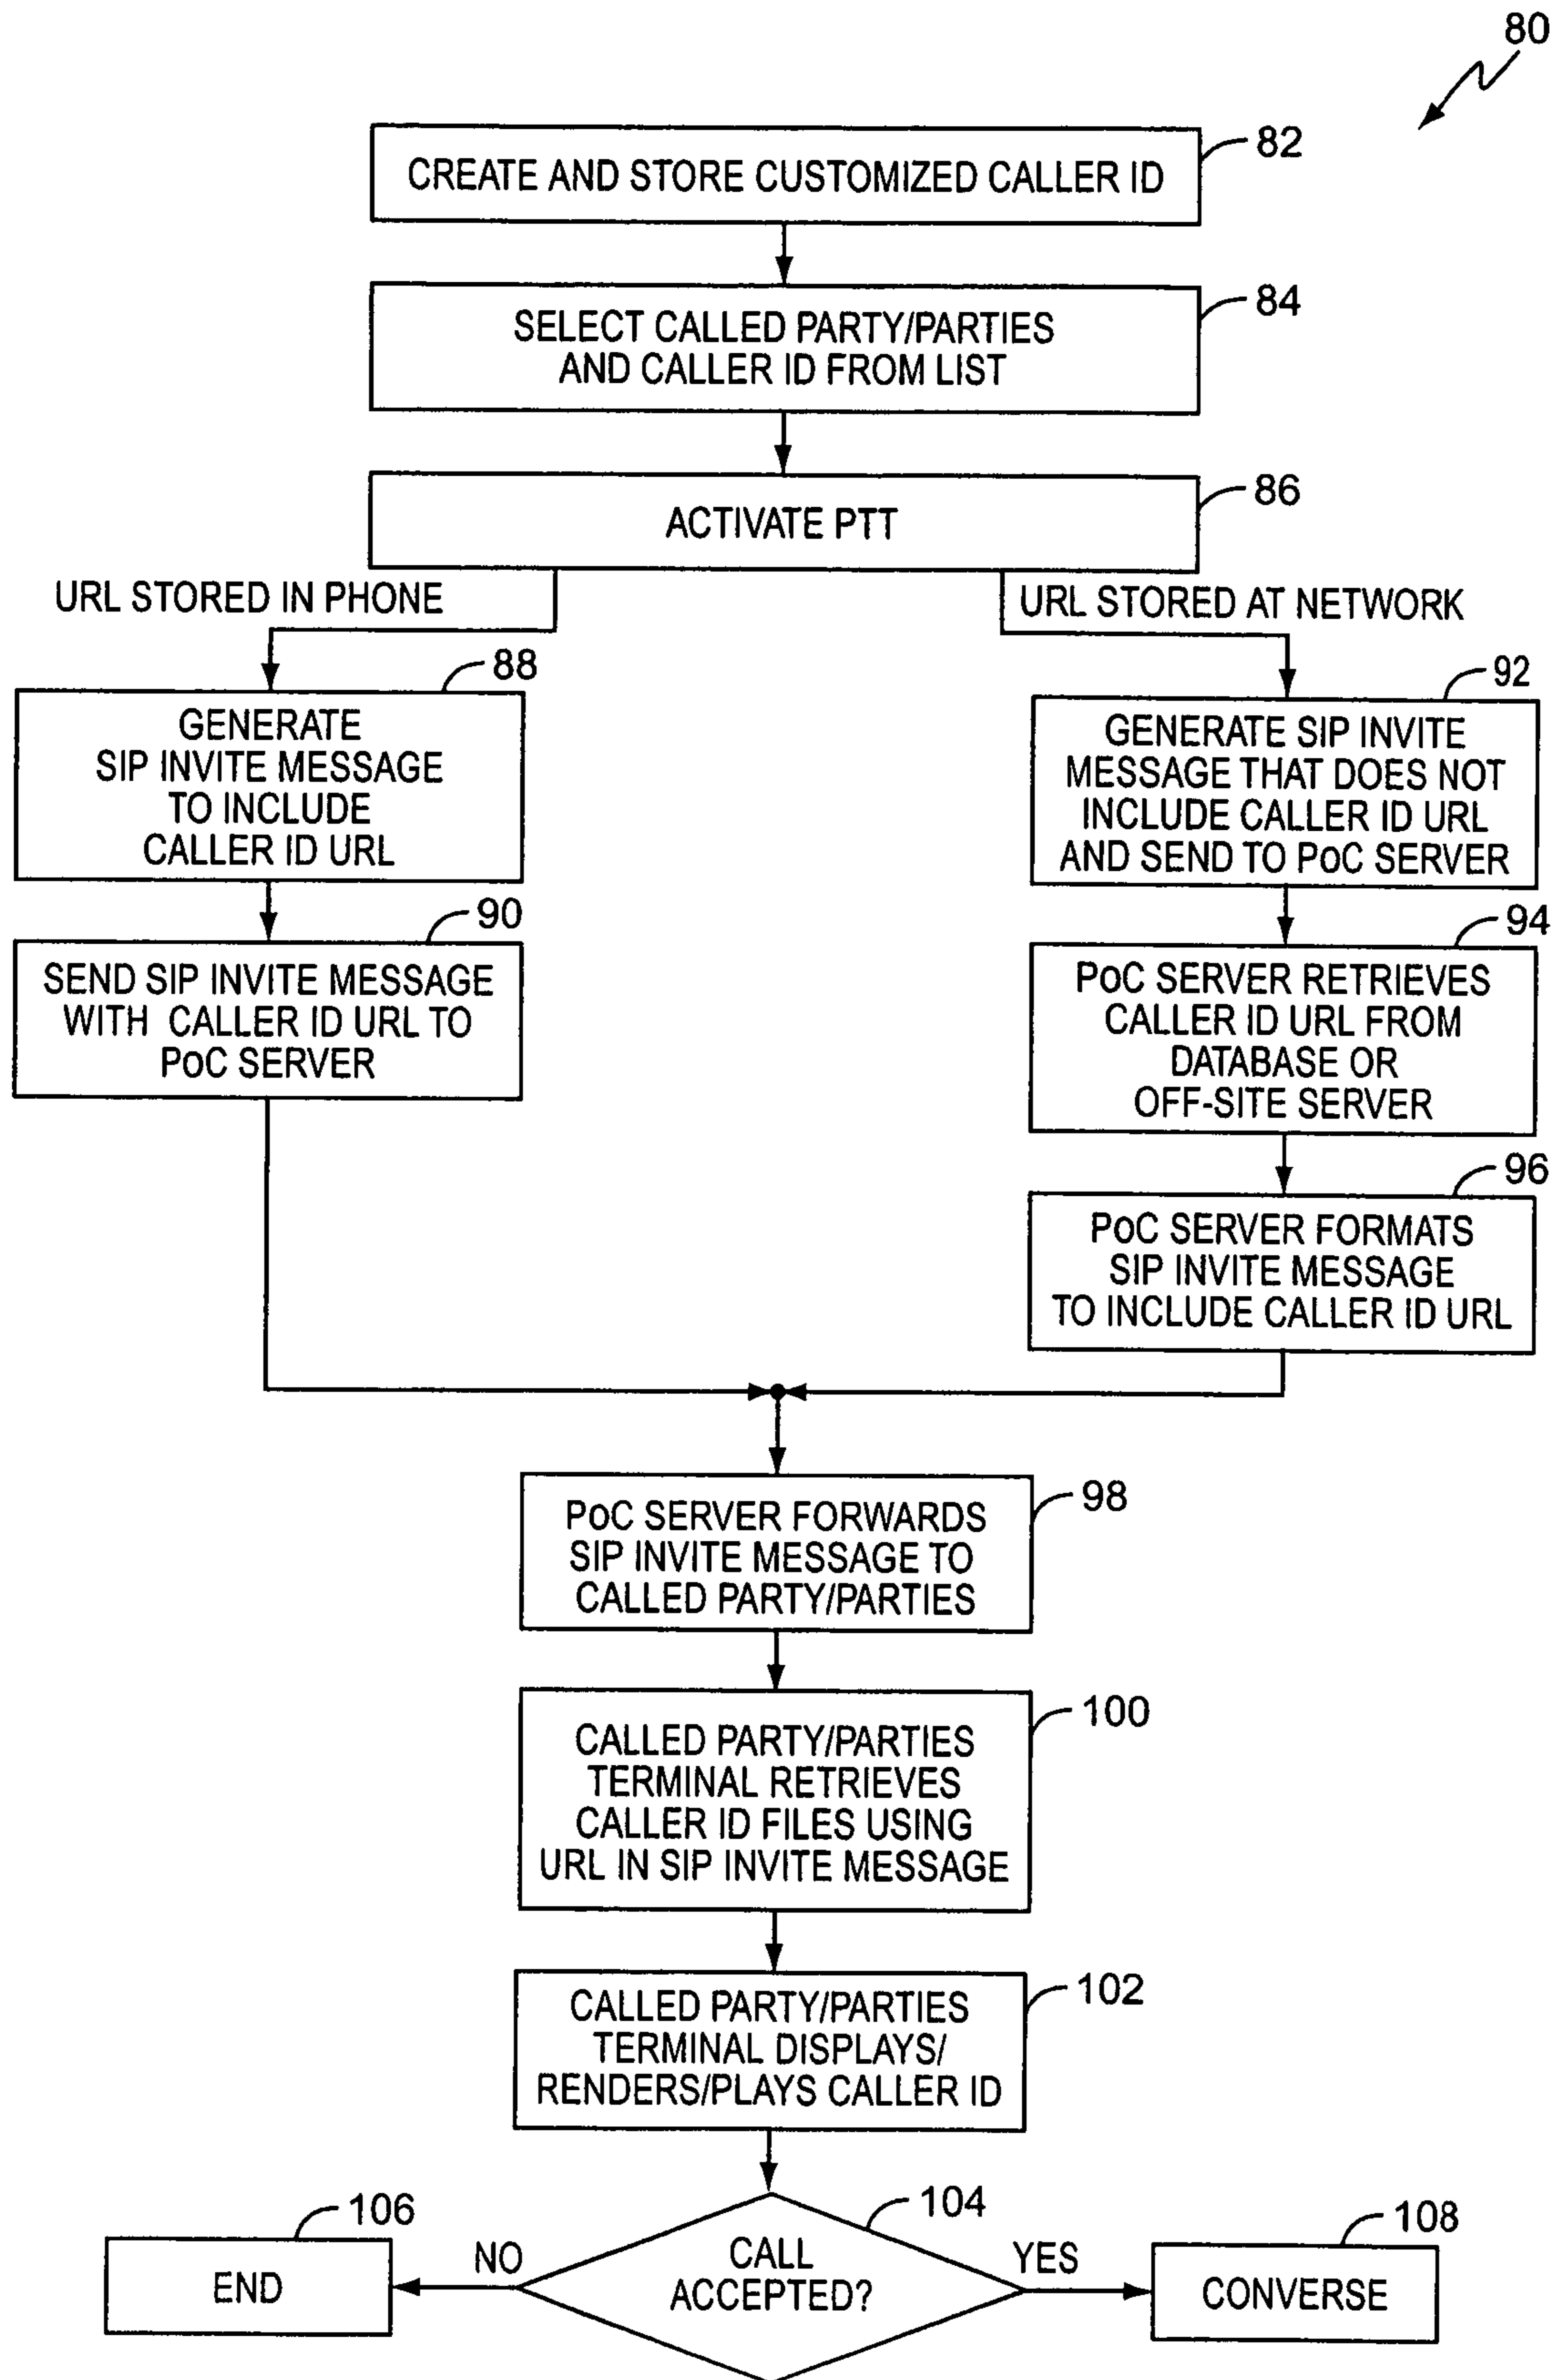 80
82
CREATE AND STORE CUSTOMIZED CALLER ID
84
SELECT CALLED PARTY/PARTIES
AND CALLER ID FROM LIST
86
ACTIVATE PTT
URL STORED IN PHONE
URL STORED AT NETWORK
88
GENERATE
SIP INVITE MESSAGE
TO INCLUDE
CALLER ID URL
92
GENERATE SIP INVITE
MESSAGE THAT DOES NOT
INCLUDE CALLER ID URL
AND SEND TO PoC SERVER
90
SEND SIP INVITE MESSAGE
WITH CALLER ID URL TO
PoC SERVER
94
PoC SERVER RETRIEVES
CALLER ID URL FROM
DATABASE OR
OFF-SITE SERVER
96
PoC SERVER FORMATS
SIP INVITE MESSAGE
TO INCLUDE CALLER ID URL
98
PoC SERVER FORWARDS
SIP INVITE MESSAGE TO
CALLED PARTY/PARTIES
100
CALLED PARTY/PARTIES
TERMINAL RETRIEVES
CALLER ID FILES USING
URL IN SIP INVITE MESSAGE
102
CALLED PARTY/PARTIES
TERMINAL DISPLAYS/
RENDERS/PLAYS CALLER ID
104
CALL
ACCEPTED?
NO
YES
106
END
108
CONVERSE